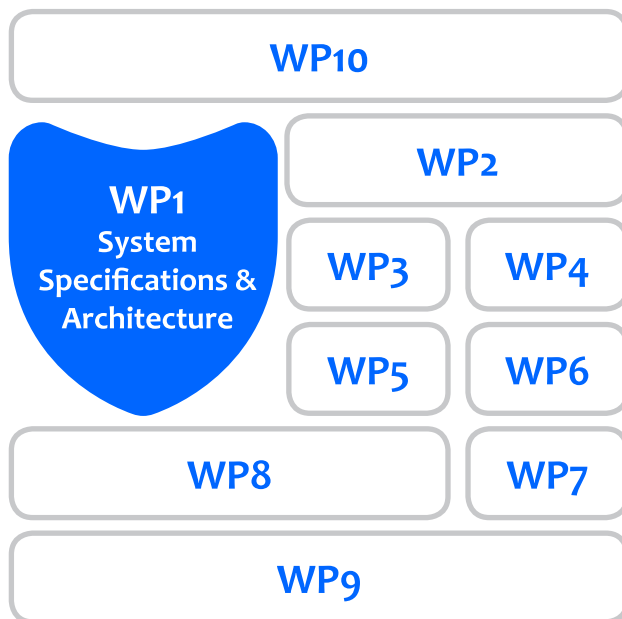 WP10
WP1
System
Specifications &
Architecture
WP2
WP3
WP4
WP5
WP6
WP8
WP7
WP9